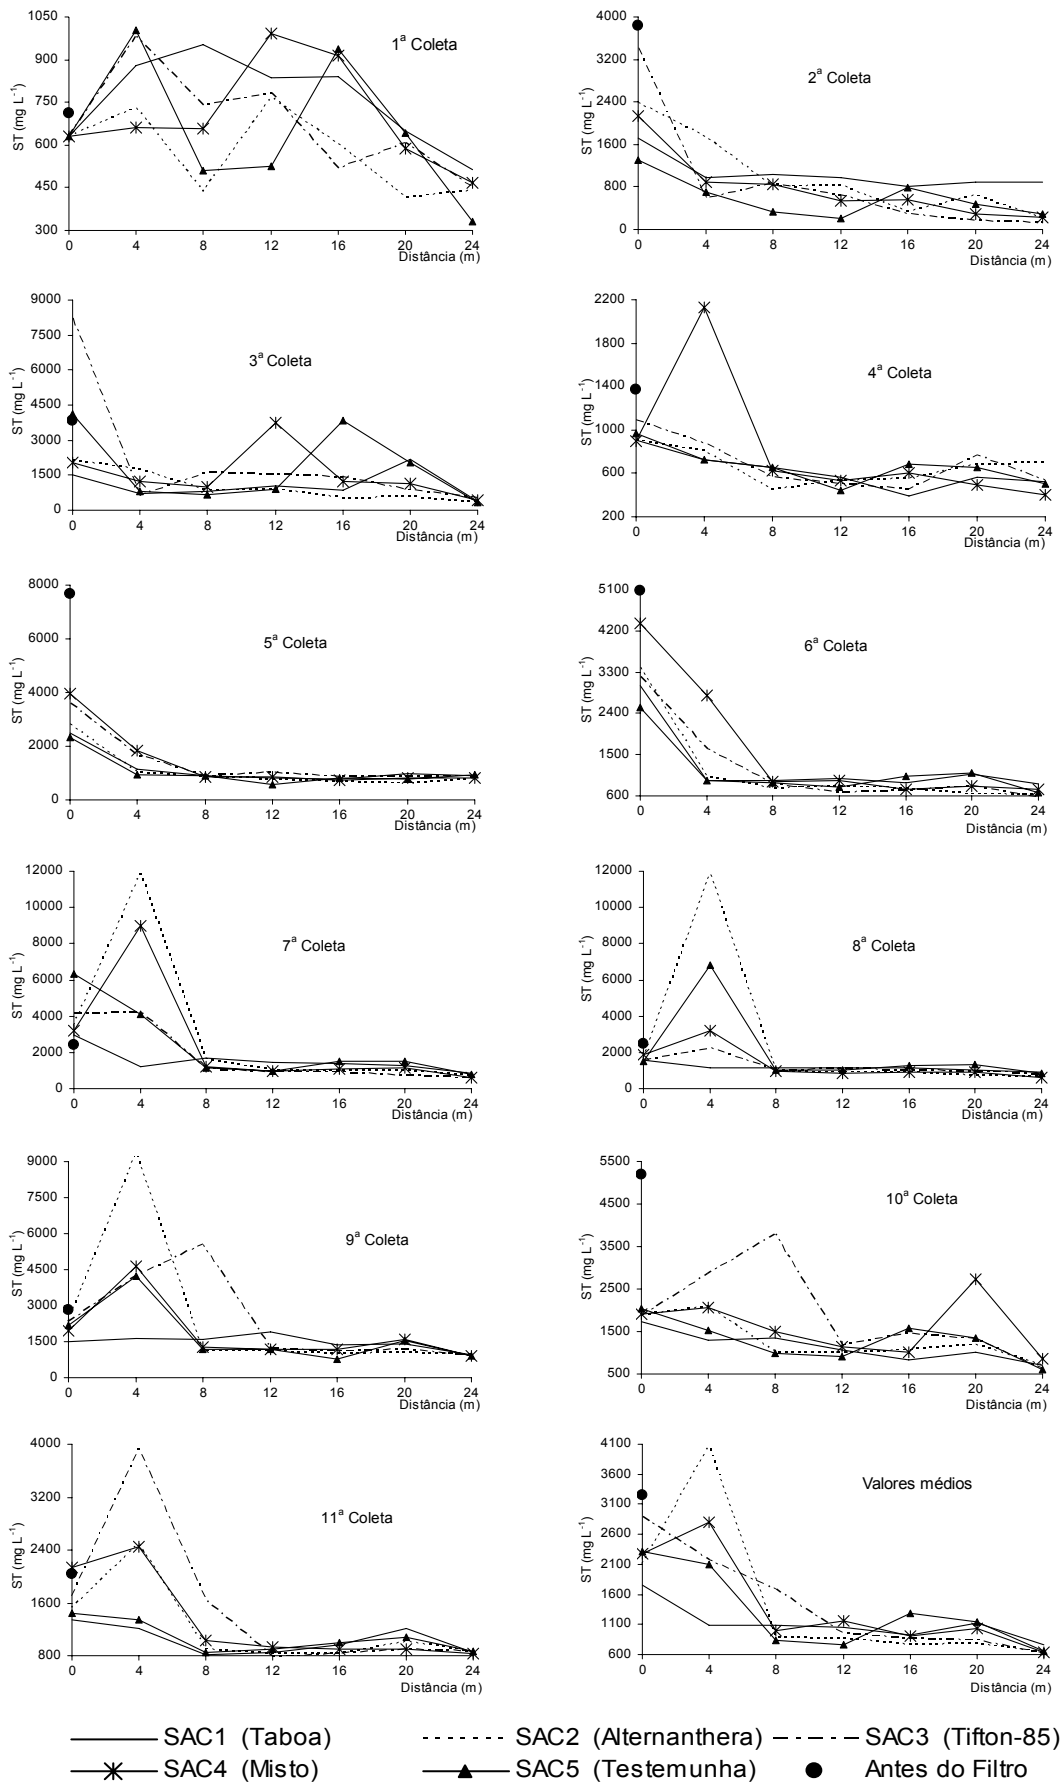 1050
900
750
600
450
300
ST (mg L⁻¹)
1ª Coleta
0 4 8 12 16 20 24
Distância (m)
4000
3200
2400
1600
800
0
ST (mg L⁻¹)
2ª Coleta
0 4 8 12 16 20 24
Distância (m)
9000
7500
6000
4500
3000
1500
0
ST (mg L⁻¹)
3ª Coleta
0 4 8 12 16 20 24
Distância (m)
2200
1800
1400
1000
600
200
ST (mg L⁻¹)
4ª Coleta
0 4 8 12 16 20 24
Distância (m)
8000
6000
4000
2000
0
ST (mg L⁻¹)
5ª Coleta
0 4 8 12 16 20 24
Distância (m)
5100
4200
3300
2400
1500
600
ST (mg L⁻¹)
6ª Coleta
0 4 8 12 16 20 24
Distância (m)
12000
10000
8000
6000
4000
2000
0
ST (mg L⁻¹)
7ª Coleta
0 4 8 12 16 20 24
Distância (m)
12000
10000
8000
6000
4000
2000
0
ST (mg L⁻¹)
8ª Coleta
0 4 8 12 16 20 24
Distância (m)
9000
7500
6000
4500
3000
1500
0
ST (mg L⁻¹)
9ª Coleta
0 4 8 12 16 20 24
Distância (m)
5500
4500
3500
2500
1500
500
ST (mg L⁻¹)
10ª Coleta
0 4 8 12 16 20 24
Distância (m)
4000
3200
2400
1600
800
ST (mg L⁻¹)
11ª Coleta
0 4 8 12 16 20 24
Distância (m)
4100
3600
3100
2600
2100
1600
1100
600
ST (mg L⁻¹)
Valores médios
0 4 8 12 16 20 24
Distância (m)
SAC1 (Taboa) SAC2 (Alternanthera) SAC3 (Tifton-85)
SAC4 (Misto) SAC5 (Testemunha) Antes do Filtro